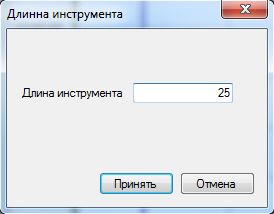 Длинна инструмента
Длина инструмента 25
Принять Отмена